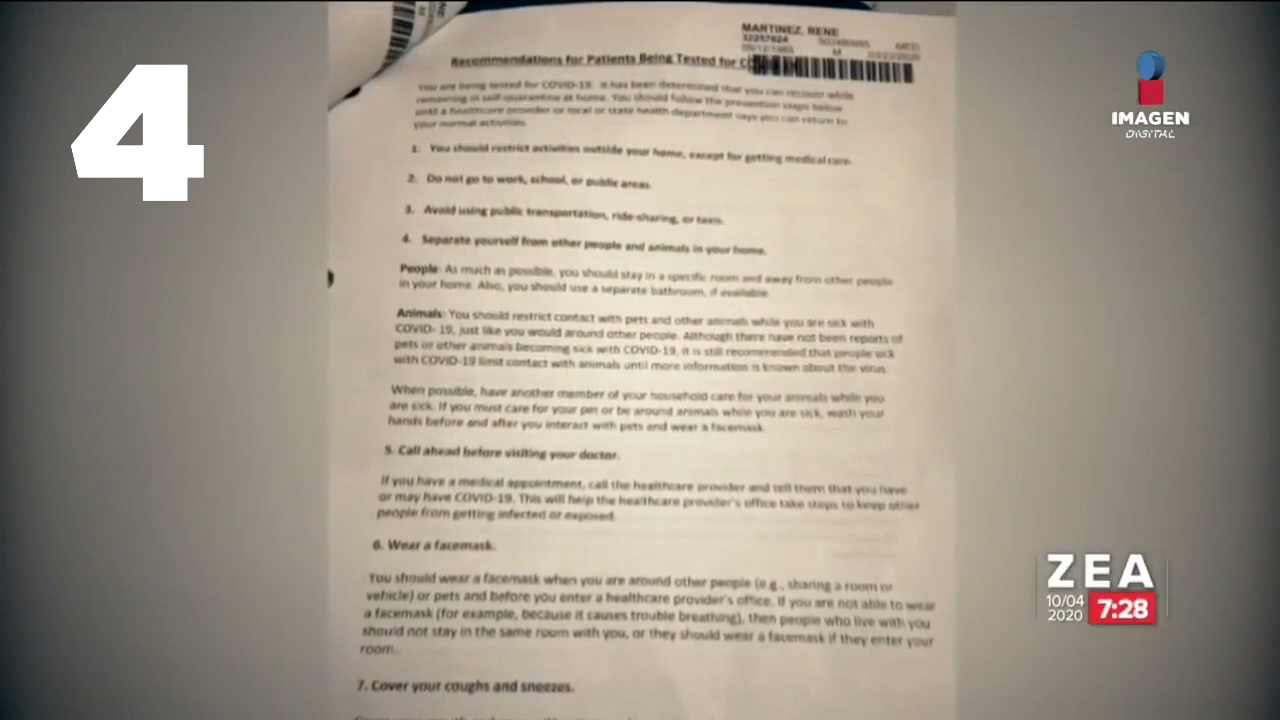 4
MARTINEZ, RENE
32257624
MED
M
03/23/2020
Recommendations for Patients Being Tested for
You are being tested for COVID-19. It has been determined that you can recover while
remaining in self-quarantine at home. You should follow the prevention steps below
until a healthcare provider or local or state health department says you can return to
your normal activities.
1. You should restrict activities outside your home, except for getting medical care.
2. Do not go to work, school, or public areas.
3. Avoid using public transportation, ride-sharing, or taxis.
4. Separate yourself from other people and animals in your home.
People: As much as possible, you should stay in a specific room and away from other people
in your home. Also, you should use a separate bathroom, if available.
Animals: You should restrict contact with pets and other animals while you are sick with
COVID-19, just like you would around other people. Although there have not been reports of
pets or other animals becoming sick with COVID-19, it is still recommended that people sick
with COVID-19 limit contact with animals until more information is known about the virus.
When possible, have another member of your household care for your animals while you
are sick. If you must care for your pet or be around animals while you are sick, wash your
hands before and after you interact with pets and wear a facemask.
5. Call ahead before visiting your doctor.
If you have a medical appointment, call the healthcare provider and tell them that you have
or may have COVID-19. This will help the healthcare provider's office take steps to keep other
people from getting infected or exposed.
6. Wear a facemask.
You should wear a facemask when you are around other people (e.g., sharing a room or
vehicle) or pets and before you enter a healthcare provider's office. If you are not able to wear
a facemask (for example, because it causes trouble breathing), then people who live with you
should not stay in the same room with you, or they should wear a facemask if they enter your
room.
7. Cover your coughs and sneezes.
IMAGEN
DIGITAL
ZEA
10/04
2020
7:28